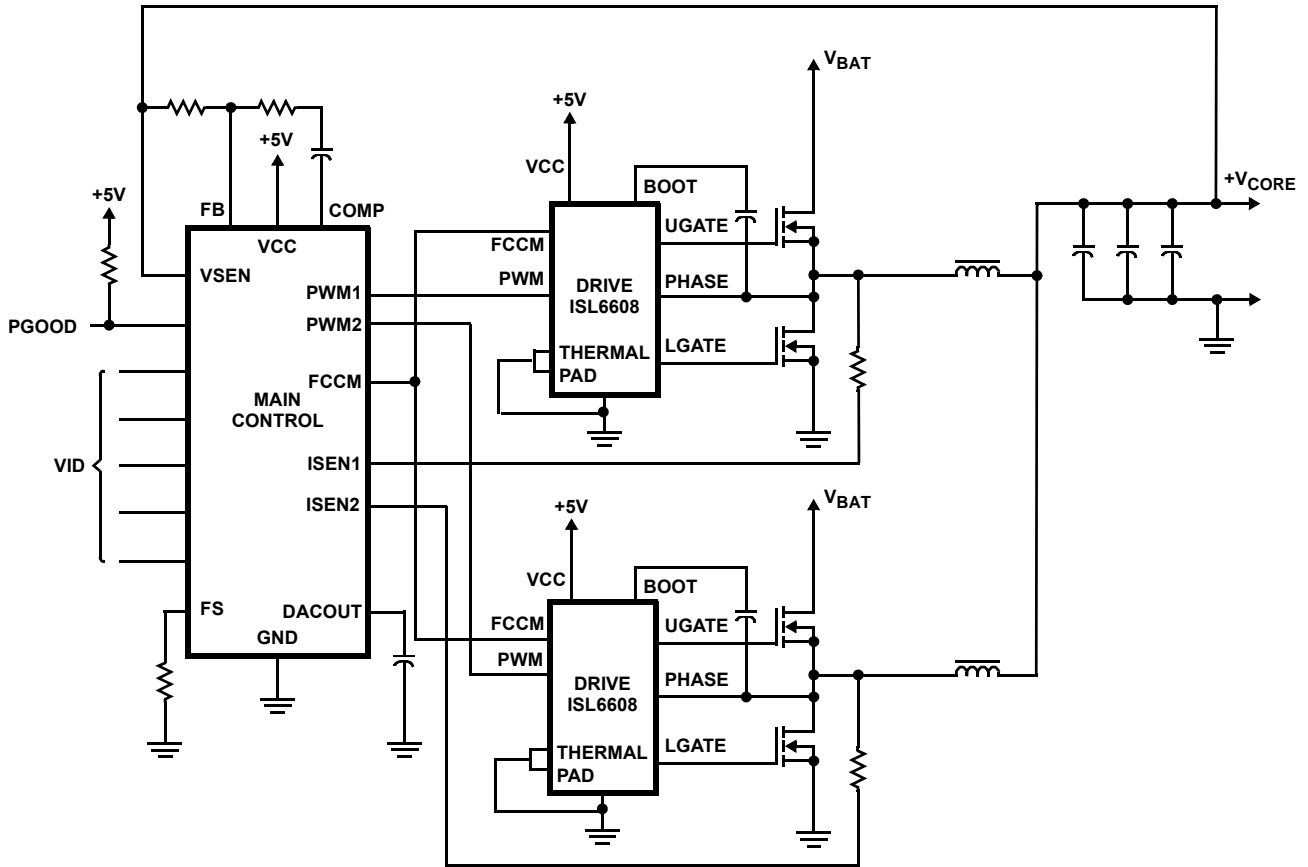 V_BAT
+5V
+5V
+5V
VCC
BOOT
+V_CORE
FB
COMP
VCC
UGATE
FCCM
VSEN
PWM
DRIVE
ISL6608
PHASE
PWM1
PGOOD
PWM2
LGATE
THERMAL
PAD
FCCM
MAIN
CONTROL
VID
ISEN1
ISEN2
V_BAT
+5V
VCC
BOOT
FS
DACOUT
FCCM
UGATE
GND
PWM
DRIVE
ISL6608
PHASE
LGATE
THERMAL
PAD